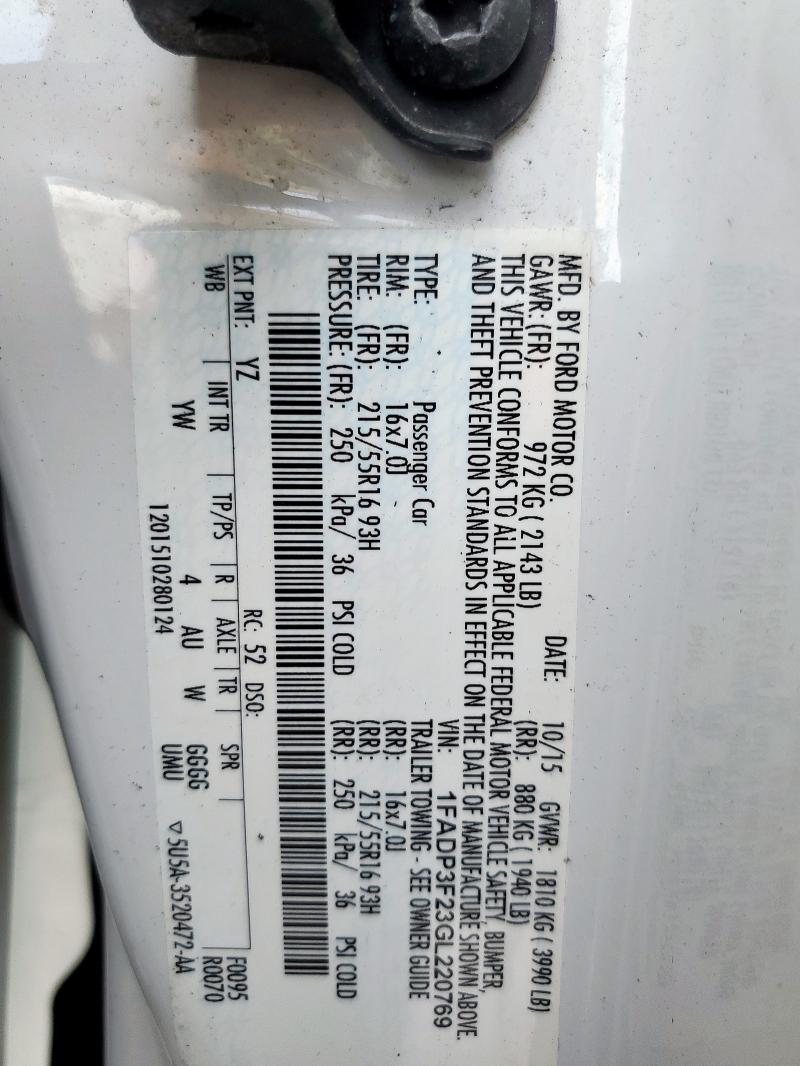 MFD. BY FORD MOTOR CO.
DATE: 10/15 GVWR: 1810 KG ( 3990 LB)
GAWR: (FR): 972 KG ( 2143 LB) (RR): 880 KG ( 1940 LB)
THIS VEHICLE CONFORMS TO ALL APPLICABLE FEDERAL MOTOR VEHICLE SAFETY, BUMPER,
AND THEFT PREVENTION STANDARDS IN EFFECT ON THE DATE OF MANUFACTURE SHOWN ABOVE.
VIN: 1FADP3F23GL220769
TYPE: Passenger Car TRAILER TOWING - SEE OWNER GUIDE
RIM: (FR): 16x7.0J (RR): 16x7.0J
TIRE: (FR): 215/55R16 93H (RR): 215/55R16 93H
PRESSURE: (FR): 250 kPa/ 36 PSI COLD (RR): 250 kPa/ 36 PSI COLD
EXT PNT: YZ RC: 52 DSO: F0095
WB INT TR TP/PS R AXLE TR SPR R0070
YW 4 AU W GGGG
UMU
1201510280124 ▽5U5A-3520472-AA